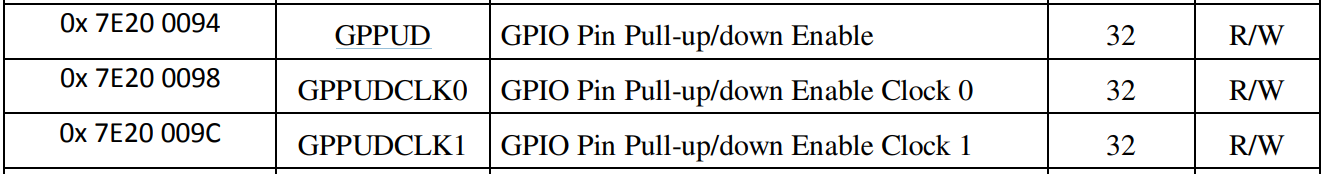 0x 7E20 0094 GPPUD GPIO Pin Pull-up/down Enable 32 R/W
0x 7E20 0098 GPPUDCLK0 GPIO Pin Pull-up/down Enable Clock 0 32 R/W
0x 7E20 009C GPPUDCLK1 GPIO Pin Pull-up/down Enable Clock 1 32 R/W